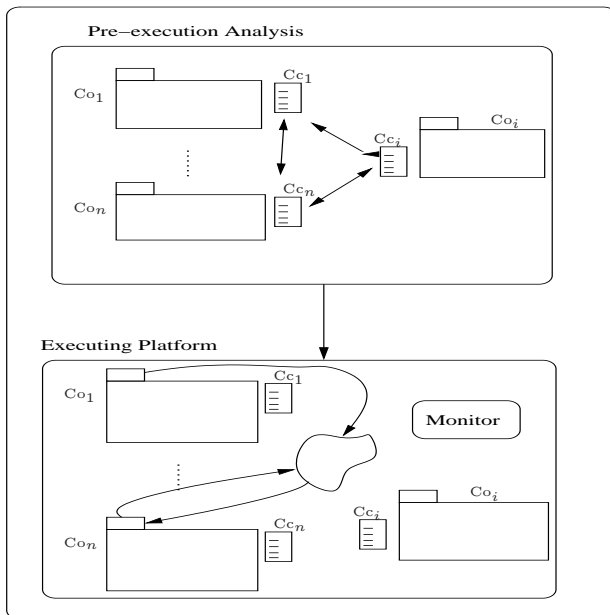 Pre−execution Analysis
Cc₁
Co₁
Coᵢ
Ccᵢ
Ccₙ
Coₙ
Executing Platform
Cc₁
Co₁
Monitor
Coᵢ
Ccₙ
Ccᵢ
Coₙ